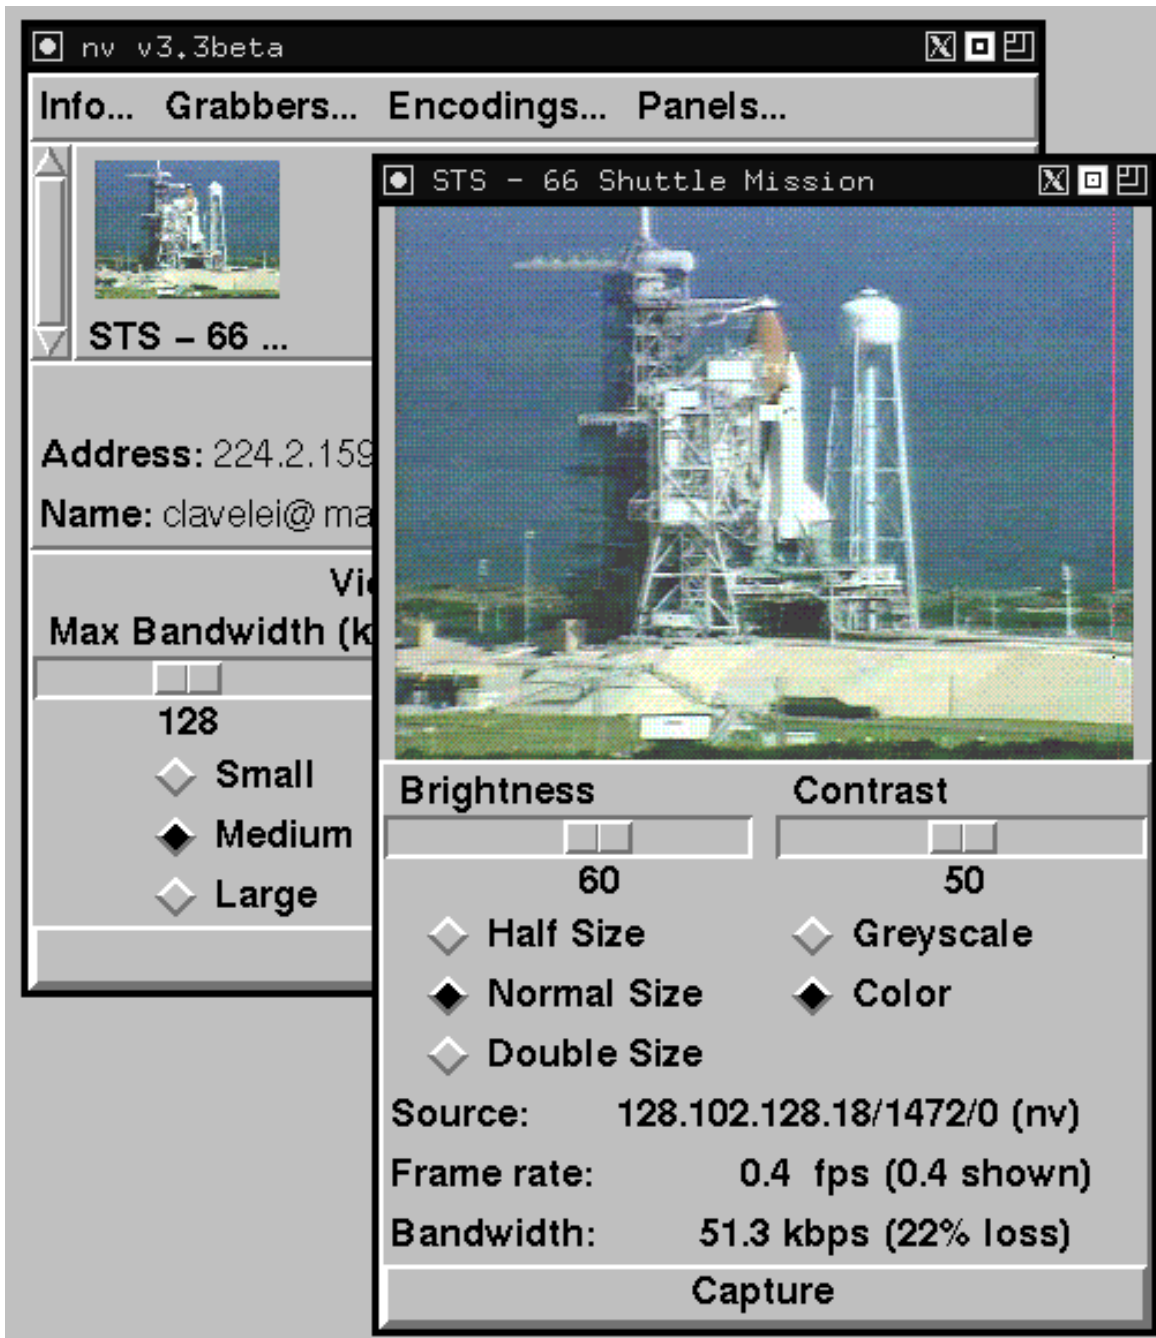 nv v3.3beta
Info... Grabbers... Encodings... Panels...
STS - 66 ...
Address: 224.2.159
Name: clavelei@ma
Max Bandwidth (k
128
Small
Medium
Large
STS - 66 Shuttle Mission
Brightness Contrast
60 50
Half Size Greyscale
Normal Size Color
Double Size
Source: 128.102.128.18/1472/0 (nv)
Frame rate: 0.4 fps (0.4 shown)
Bandwidth: 51.3 kbps (22% loss)
Capture